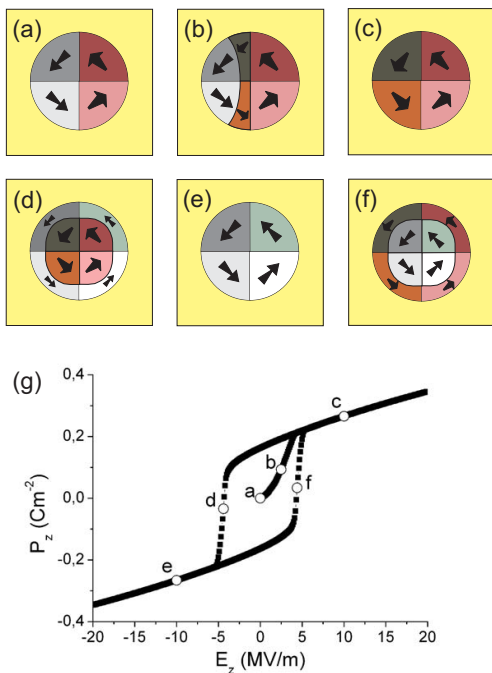 (a)
(b)
(c)
(d)
(e)
(f)
(g)
0,4
0,2
0,0
-0,2
-0,4
P_z (Cm^-2)
a
b
c
d
e
f
-20 -15 -10 -5 0 5 10 15 20
E_z (MV/m)